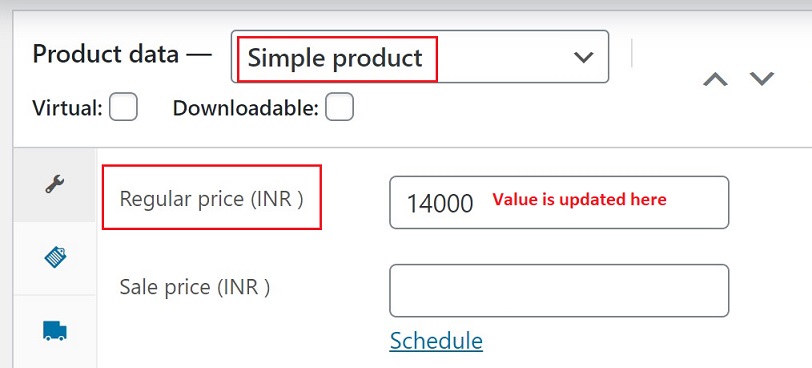 Product data — Simple product
Virtual: Downloadable:
Regular price (INR ) 14000 Value is updated here
Sale price (INR )
Schedule